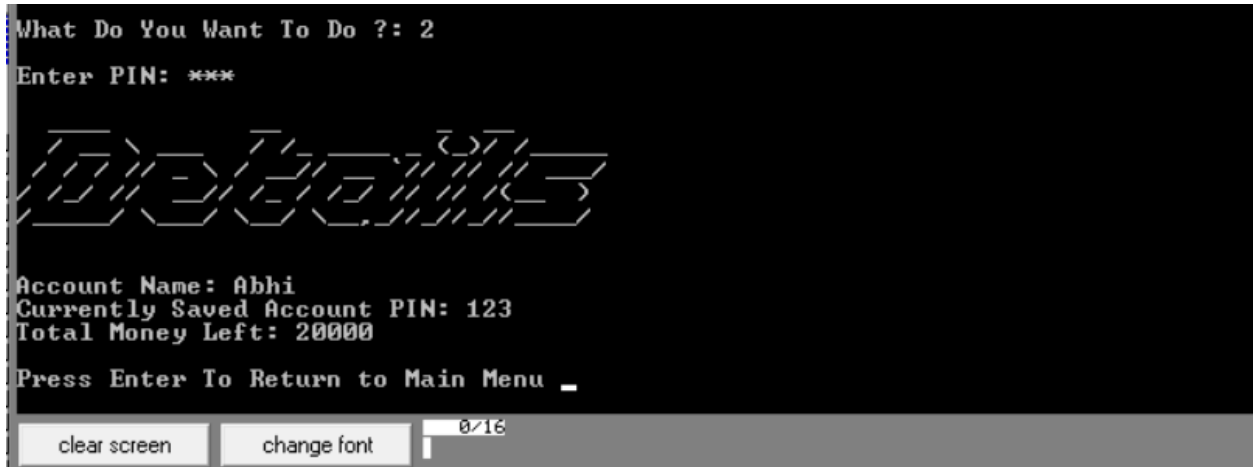 What Do You Want To Do ?: 2
Enter PIN: ***
Details
Account Name: Abhi
Currently Saved Account PIN: 123
Total Money Left: 20000
Press Enter To Return to Main Menu _
clear screen
change font
0/16